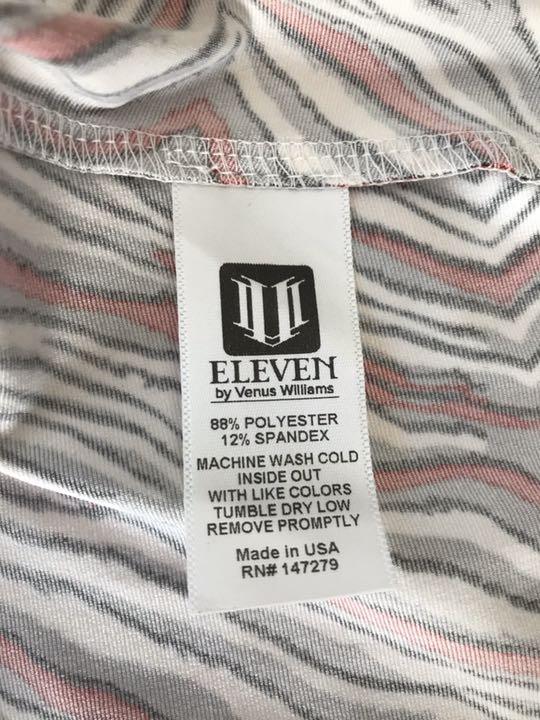 ELEVEN
by Venus Williams
88% POLYESTER
12% SPANDEX
MACHINE WASH COLD
INSIDE OUT
WITH LIKE COLORS
TUMBLE DRY LOW
REMOVE PROMPTLY
Made in USA
RN# 147279